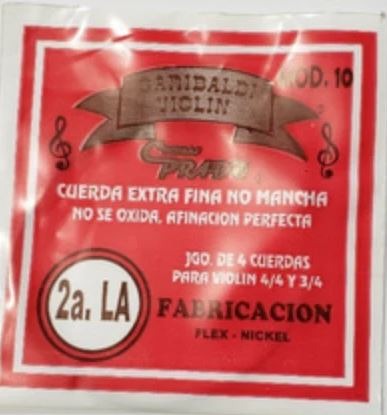 GARIBALDI
VIOLIN
MOD. 10
PRADO
CUERDA EXTRA FINA NO MANCHA
NO SE OXIDA, AFINACION PERFECTA
JGO. DE 4 CUERDAS
PARA VIOLIN 4/4 Y 3/4
2a. LA
FABRICACION
FLEX - NICKEL